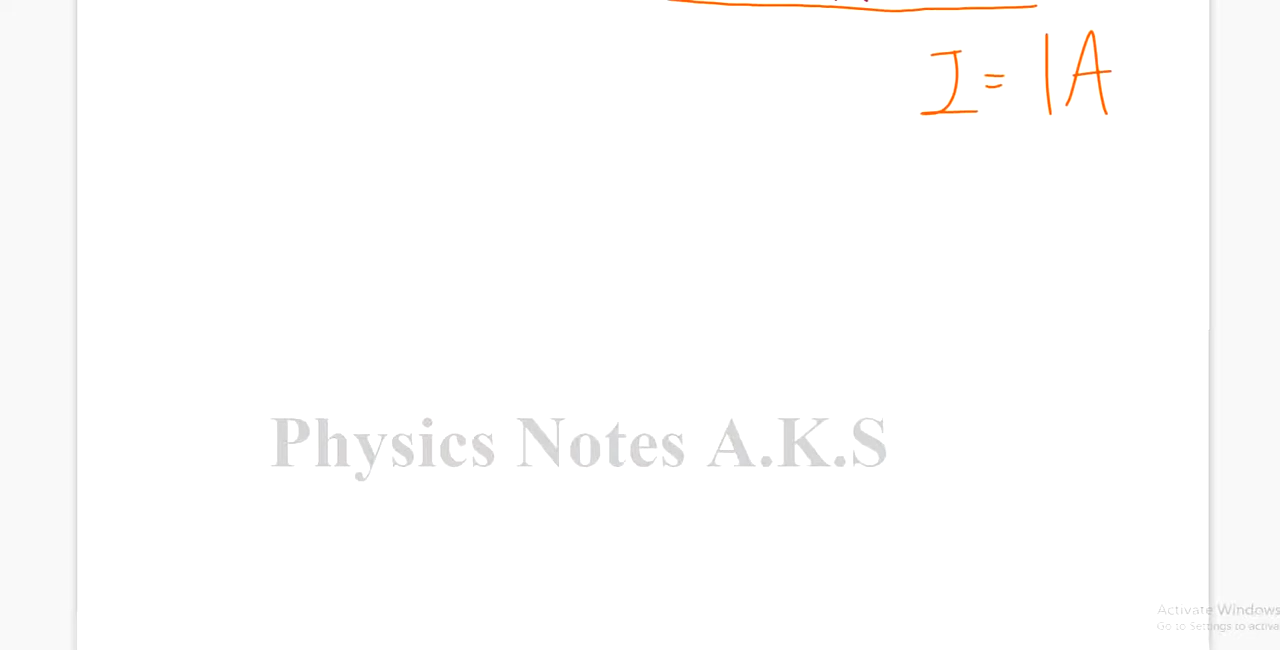 I = 1A
Physics Notes A.K.S
Activate Windows
Go to Settings to activa